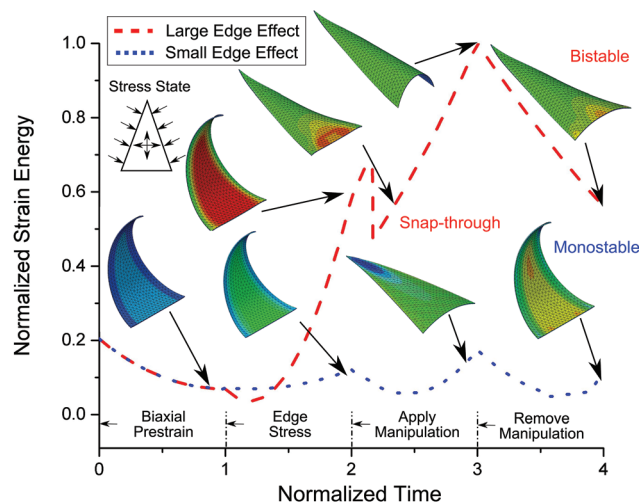 Large Edge Effect
Small Edge Effect
Stress State
Bistable
Snap-through
Monostable
Normalized Strain Energy
1.0
0.8
0.6
0.4
0.2
0.0
Biaxial
Prestrain
Edge
Stress
Apply
Manipulation
Remove
Manipulation
0
1
2
3
4
Normalized Time